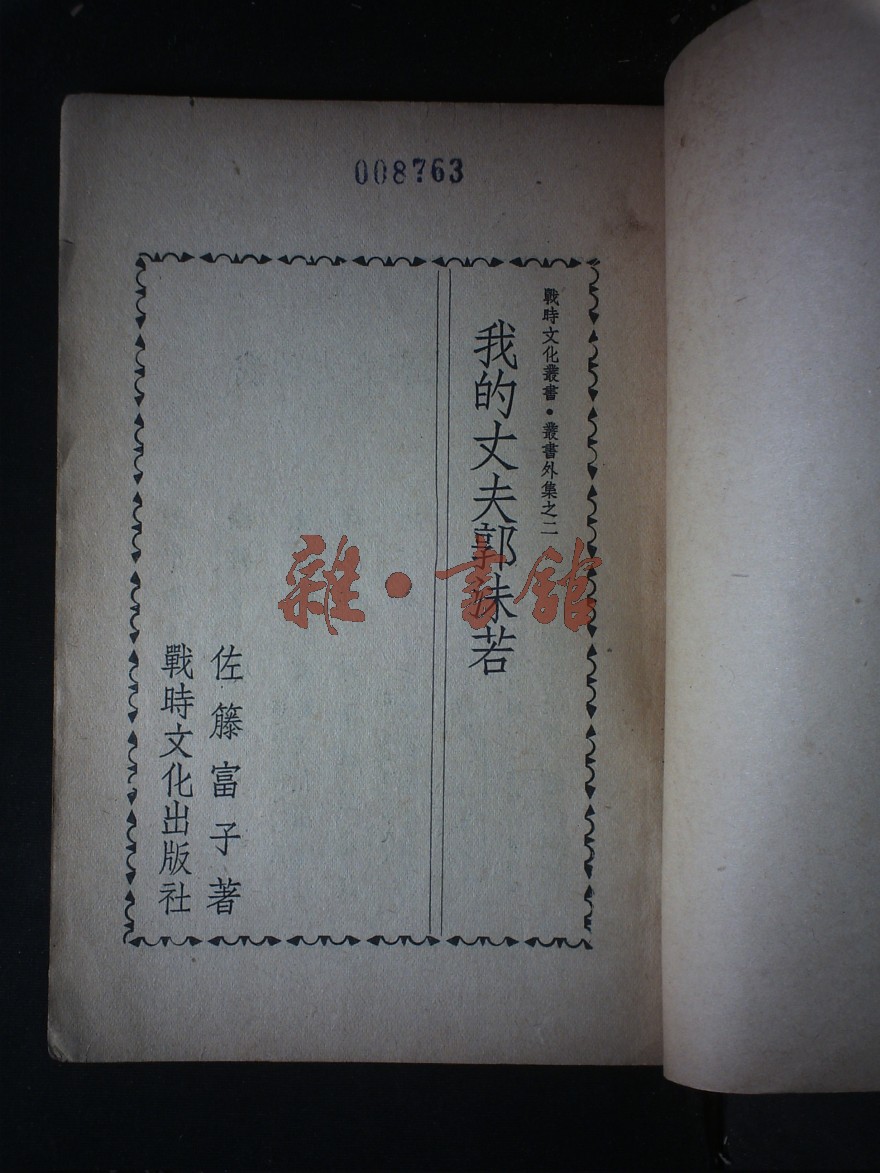 008763
戰時文化叢書・叢書外集之二
我的丈夫郭沫若
佐籐富子著
戰時文化出版社
雜・書館